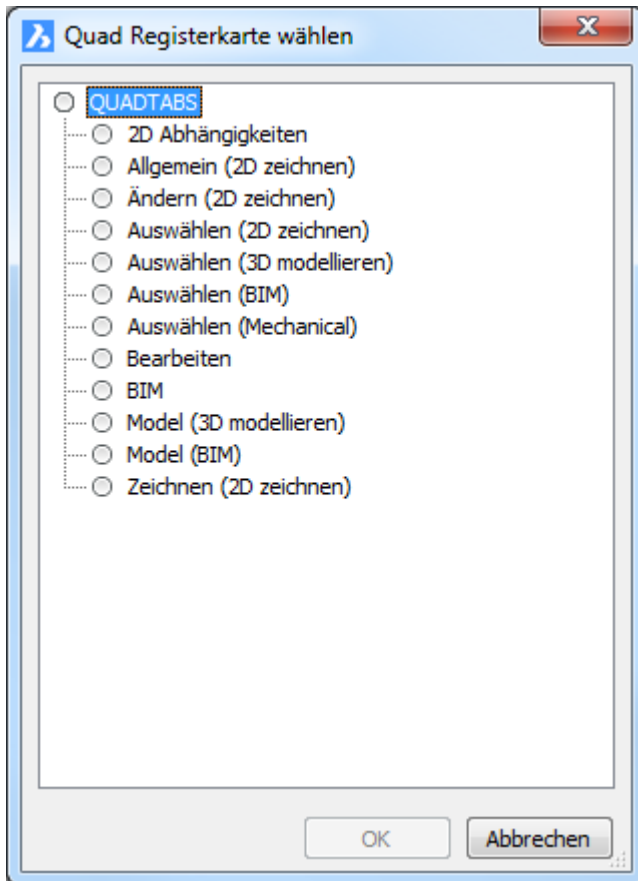 Quad Registerkarte wählen
QUADTABS
2D Abhängigkeiten
Allgemein (2D zeichnen)
Ändern (2D zeichnen)
Auswählen (2D zeichnen)
Auswählen (3D modellieren)
Auswählen (BIM)
Auswählen (Mechanical)
Bearbeiten
BIM
Model (3D modellieren)
Model (BIM)
Zeichnen (2D zeichnen)
OK Abbrechen